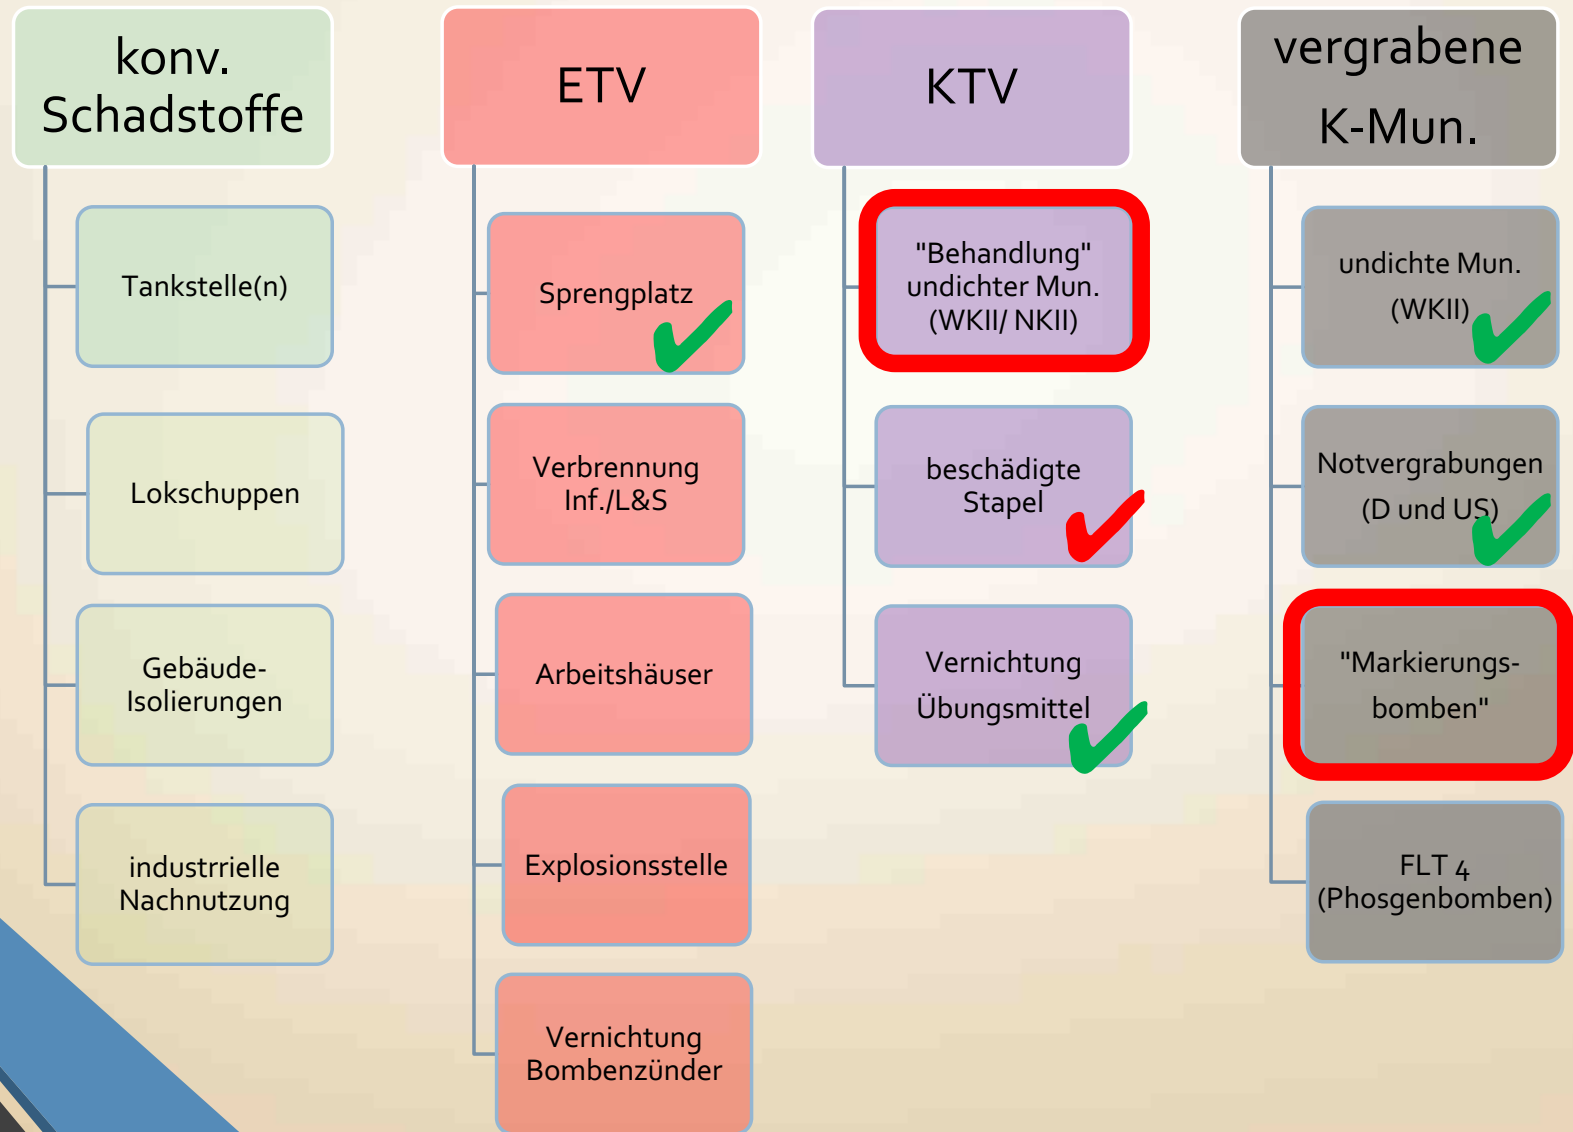 konv.
Schadstoffe
Tankstelle(n)
Lokschuppen
Gebäude-
Isolierungen
industrrielle
Nachnutzung
ETV
Sprengplatz
Verbrennung
Inf./L&S
Arbeitshäuser
Explosionsstelle
Vernichtung
Bombenzünder
KTV
"Behandlung"
undichter Mun.
(WKII/ NKII)
beschädigte
Stapel
Vernichtung
Übungsmittel
vergrabene
K-Mun.
undichte Mun.
(WKII)
Notvergrabungen
(D und US)
"Markierungs-
bomben"
FLT 4
(Phosgenbomben)